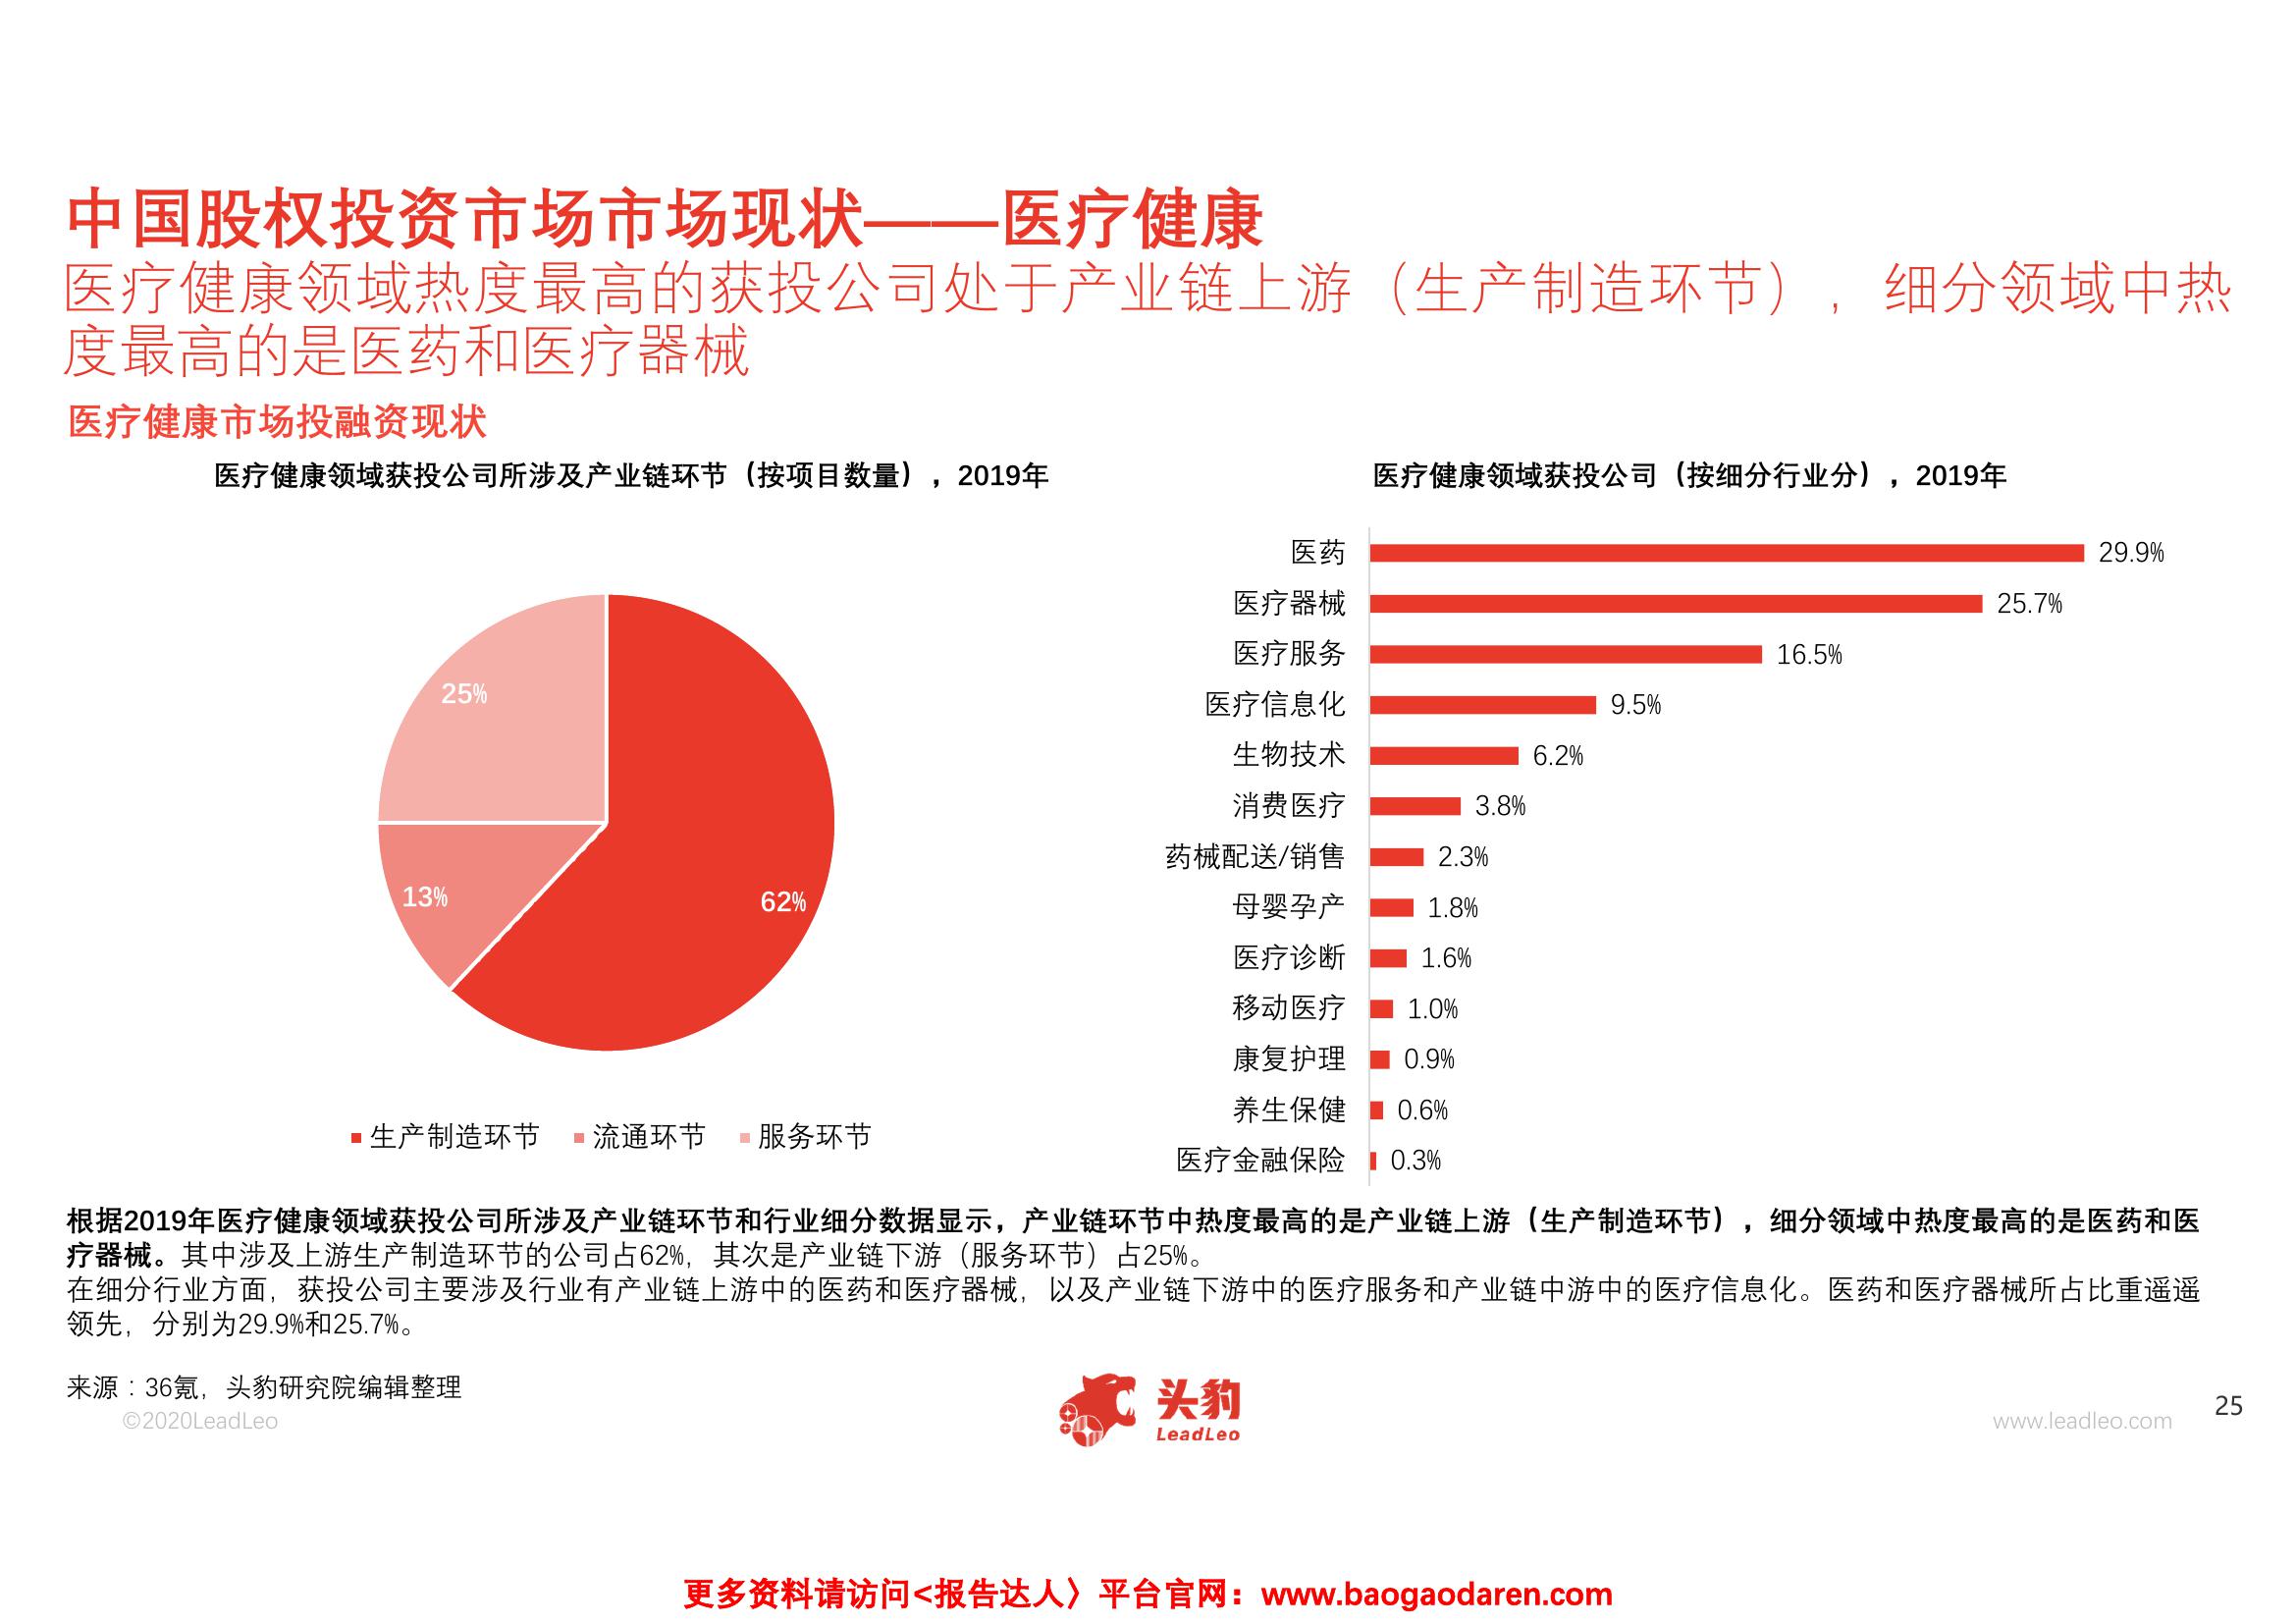 中国股权投资市场市场现状——医疗健康
医疗健康领域热度最高的获投公司处于产业链上游（生产制造环节），细分领域中热
度最高的是医药和医疗器械
医疗健康市场投融资现状
医疗健康领域获投公司所涉及产业链环节（按项目数量），2019年
25%
13%
62%
生产制造环节 流通环节 服务环节
医疗健康领域获投公司（按细分行业分），2019年
医药 29.9%
医疗器械 25.7%
医疗服务 16.5%
医疗信息化 9.5%
生物技术 6.2%
消费医疗 3.8%
药械配送/销售 2.3%
母婴孕产 1.8%
医疗诊断 1.6%
移动医疗 1.0%
康复护理 0.9%
养生保健 0.6%
医疗金融保险 0.3%
根据2019年医疗健康领域获投公司所涉及产业链环节和行业细分数据显示，产业链环节中热度最高的是产业链上游（生产制造环节），细分领域中热度最高的是医药和医
疗器械。其中涉及上游生产制造环节的公司占62%，其次是产业链下游（服务环节）占25%。
在细分行业方面，获投公司主要涉及行业有产业链上游中的医药和医疗器械，以及产业链下游中的医疗服务和产业链中游中的医疗信息化。医药和医疗器械所占比重遥遥
领先，分别为29.9%和25.7%。
来源：36氪，头豹研究院编辑整理
©2020LeadLeo
头豹
LeadLeo
www.leadleo.com
25
更多资料请访问<报告达人〉平台官网：www.baogaodaren.com